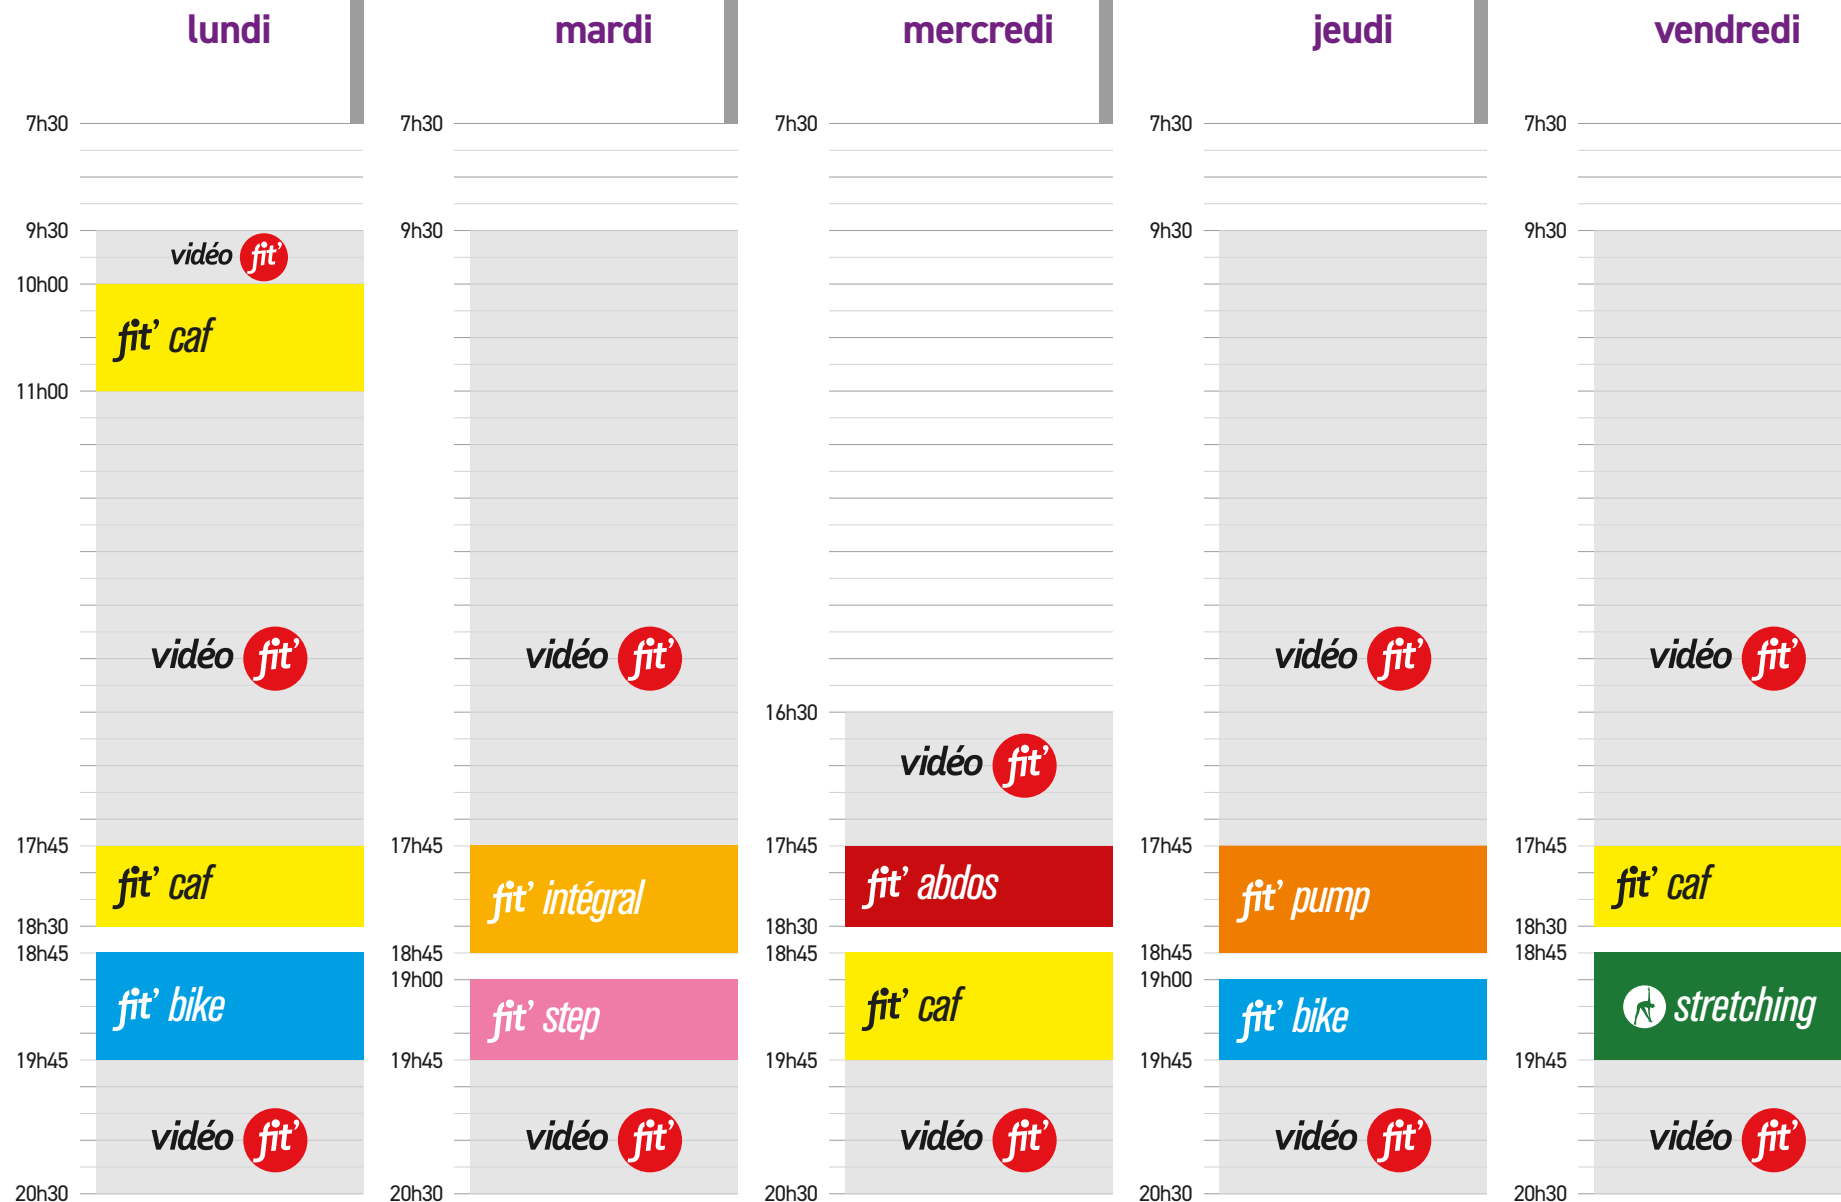 lundi
7h30
9h30
vidéo fit'
10h00
fit' caf
11h00
vidéo fit'
17h45
fit' caf
18h30
18h45
fit' bike
19h45
vidéo fit'
20h30
mardi
7h30
9h30
vidéo fit'
17h45
fit' intégral
18h45
19h00
fit' step
19h45
vidéo fit'
20h30
mercredi
7h30
16h30
vidéo fit'
17h45
fit' abdos
18h30
18h45
fit' caf
19h45
vidéo fit'
20h30
jeudi
7h30
9h30
vidéo fit'
17h45
fit' pump
18h45
19h00
fit' bike
19h45
vidéo fit'
20h30
vendredi
7h30
9h30
vidéo fit'
17h45
fit' caf
18h30
18h45
stretching
19h45
vidéo fit'
20h30